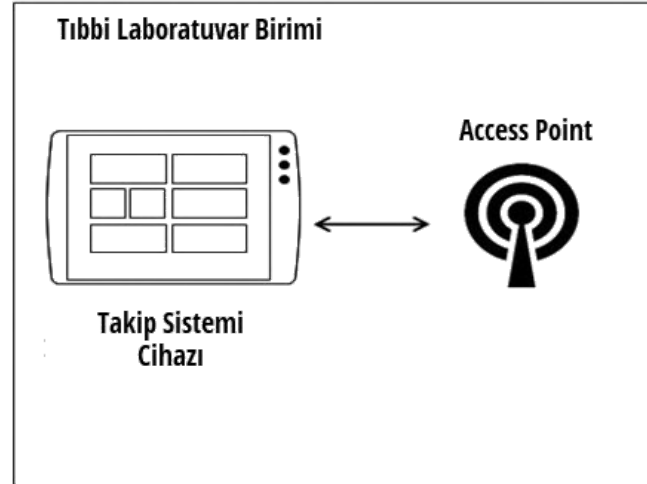 Tıbbi Laboratuvar Birimi
Access Point
Takip Sistemi
Cihazı